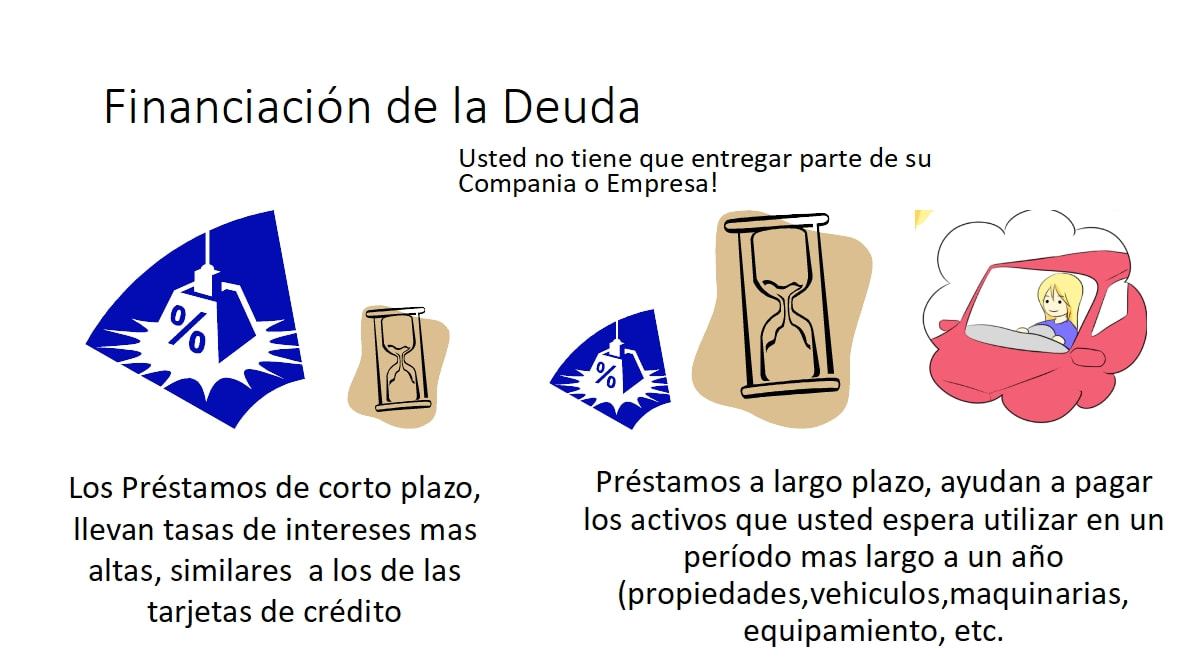 Financiación de la Deuda
Usted no tiene que entregar parte de su
Compania o Empresa!
%
%
Los Préstamos de corto plazo,
llevan tasas de intereses mas
altas, similares  a los de las
tarjetas de crédito
Préstamos a largo plazo, ayudan a pagar
los activos que usted espera utilizar en un
período mas largo a un año
(propiedades,vehiculos,maquinarias,
equipamiento, etc.